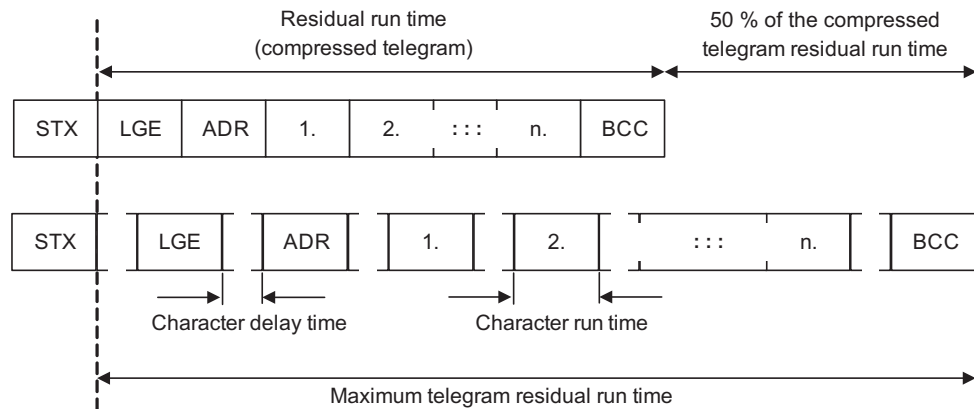 Residual run time
(compressed telegram)
50 % of the compressed
telegram residual run time
STX LGE ADR 1. 2. : : : n. BCC
STX LGE ADR 1. 2. : : : n. BCC
Character delay time
Character run time
Maximum telegram residual run time